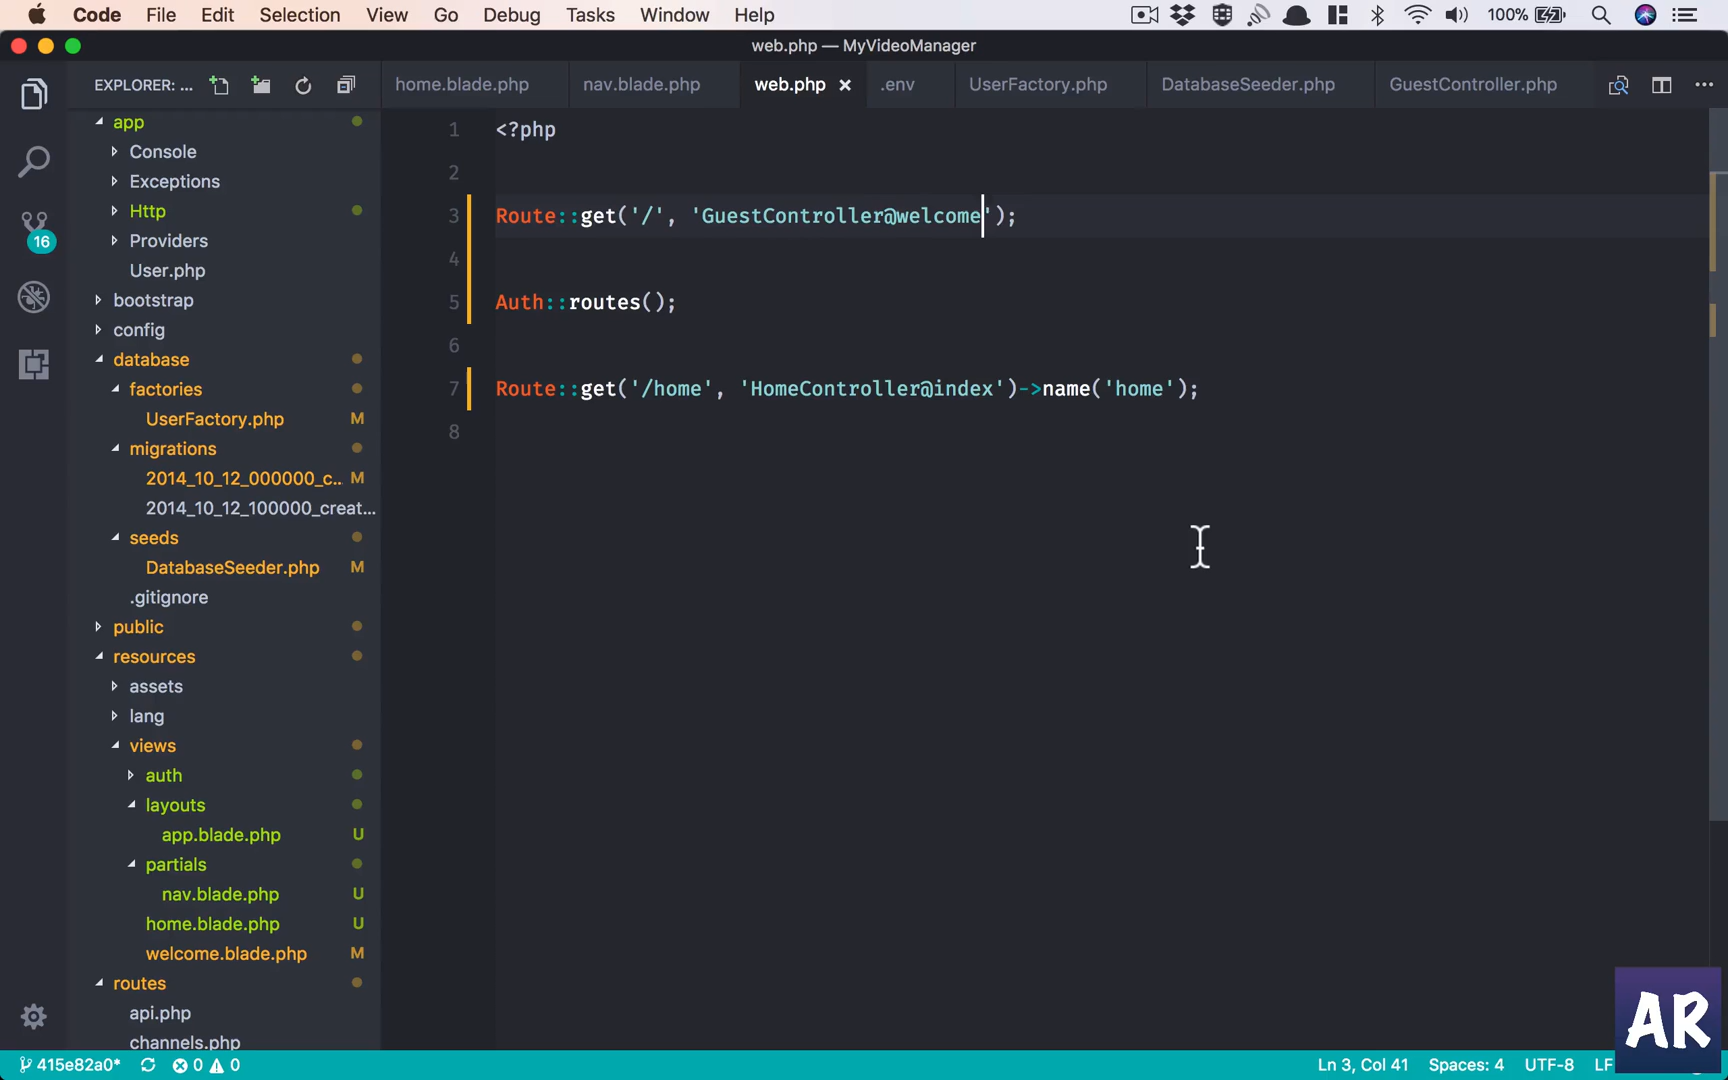 Code File Edit Selection View Go Debug Tasks Window Help 100%
web.php — MyVideoManager
EXPLORER: ...
home.blade.php nav.blade.php web.php .env UserFactory.php DatabaseSeeder.php GuestController.php
app
Console
Exceptions
Http
Providers
User.php
bootstrap
config
database
factories
UserFactory.php M
migrations
2014_10_12_000000_c... M
2014_10_12_100000_creat...
seeds
DatabaseSeeder.php M
.gitignore
public
resources
assets
lang
views
auth
layouts
app.blade.php U
partials
nav.blade.php U
home.blade.php U
welcome.blade.php M
routes
api.php
channels.php
16
1 <?php
2
3 Route::get('/', 'GuestController@welcome');
4
5 Auth::routes();
6
7 Route::get('/home', 'HomeController@index')->name('home');
8
AR
415e82a0* 0 0 Ln 3, Col 41 Spaces: 4 UTF-8 LF